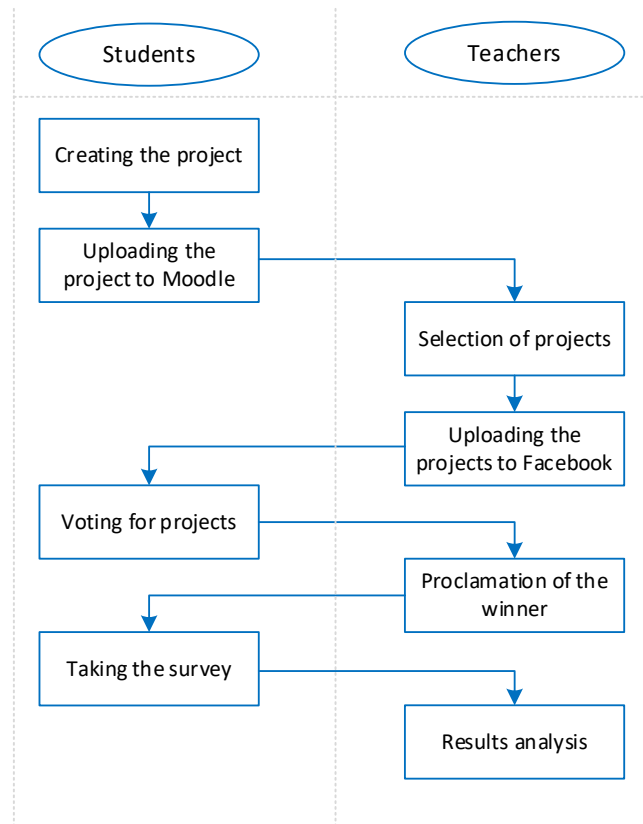 Students
Teachers
Creating the project
Uploading the
project to Moodle
Selection of projects
Uploading the
projects to Facebook
Voting for projects
Proclamation of the
winner
Taking the survey
Results analysis